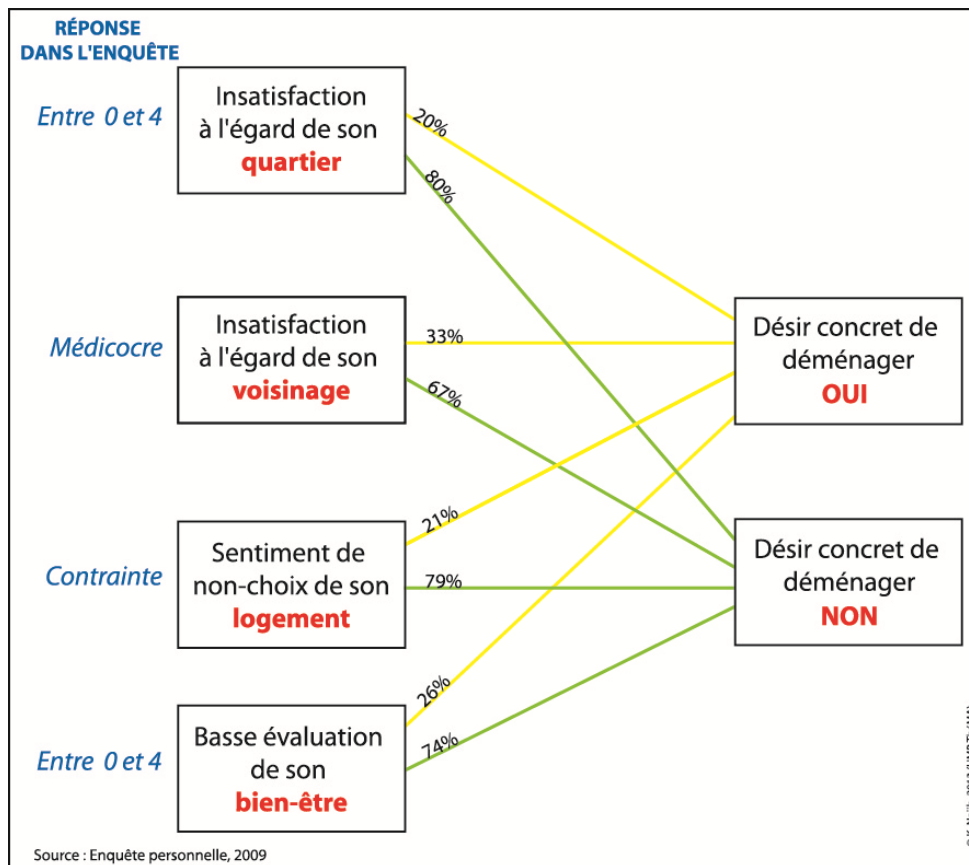 RÉPONSE
DANS L'ENQUÊTE
Entre 0 et 4
Insatisfaction
à l'égard de son
quartier
20%
80%
Médicocre
Insatisfaction
à l'égard de son
voisinage
33%
67%
Désir concret de
déménager
OUI
Contrainte
Sentiment de
non-choix de son
logement
21%
79%
Désir concret de
déménager
NON
Entre 0 et 4
Basse évaluation
de son
bien-être
26%
74%
Source : Enquête personnelle, 2009